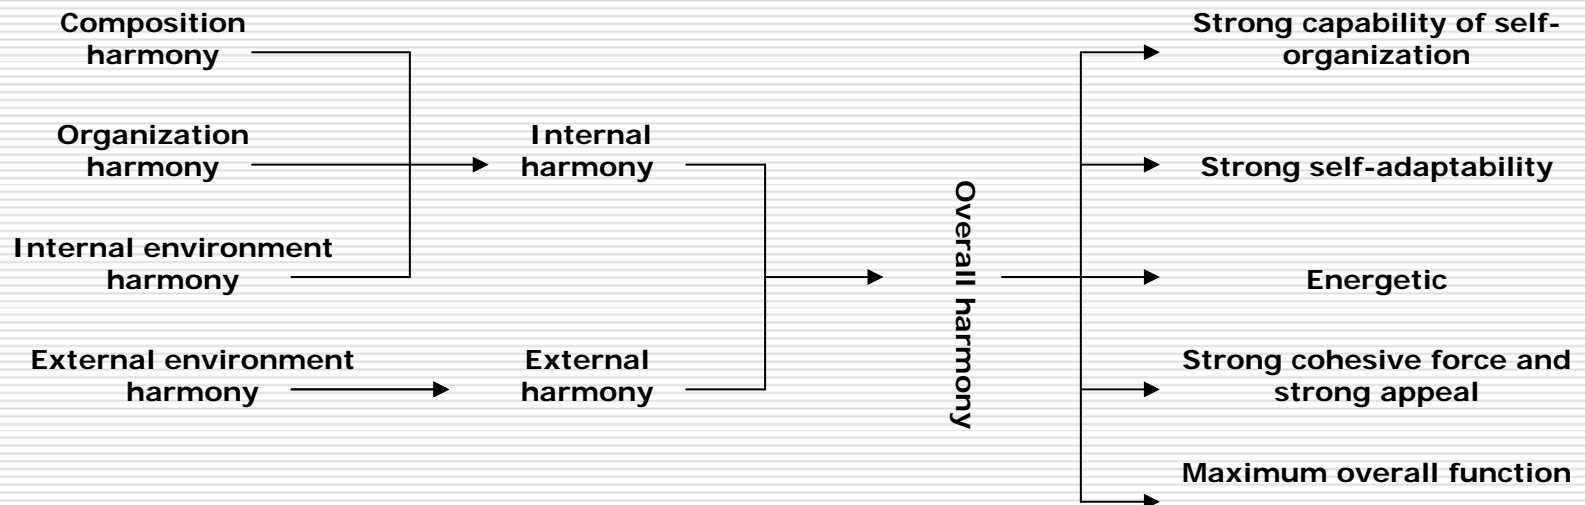 Composition
harmony
Organization
harmony
Internal environment
harmony
External environment
harmony
Internal
harmony
External
harmony
Overall harmony
Strong capability of self-
organization
Strong self-adaptability
Energetic
Strong cohesive force and
strong appeal
Maximum overall function